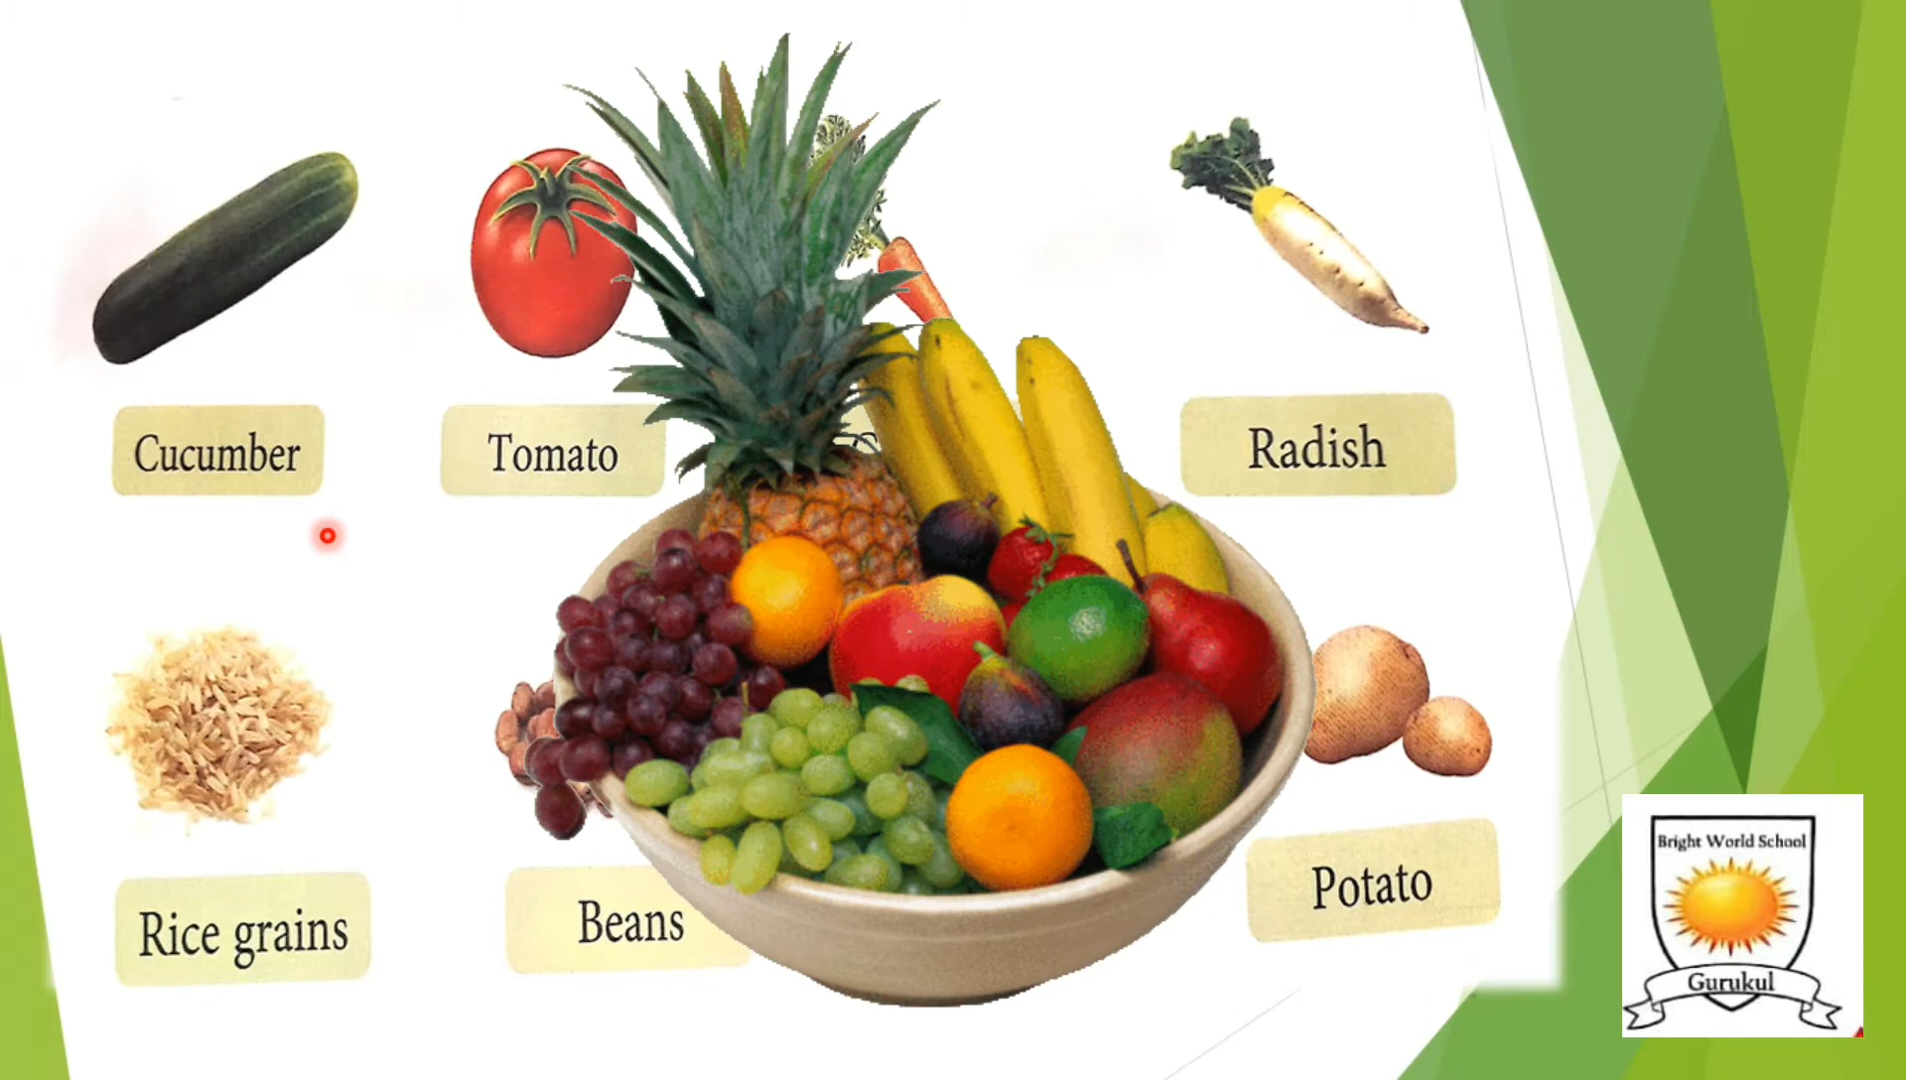 Cucumber
Tomato
Radish
Rice grains
Beans
Potato
Bright World School
Gurukul